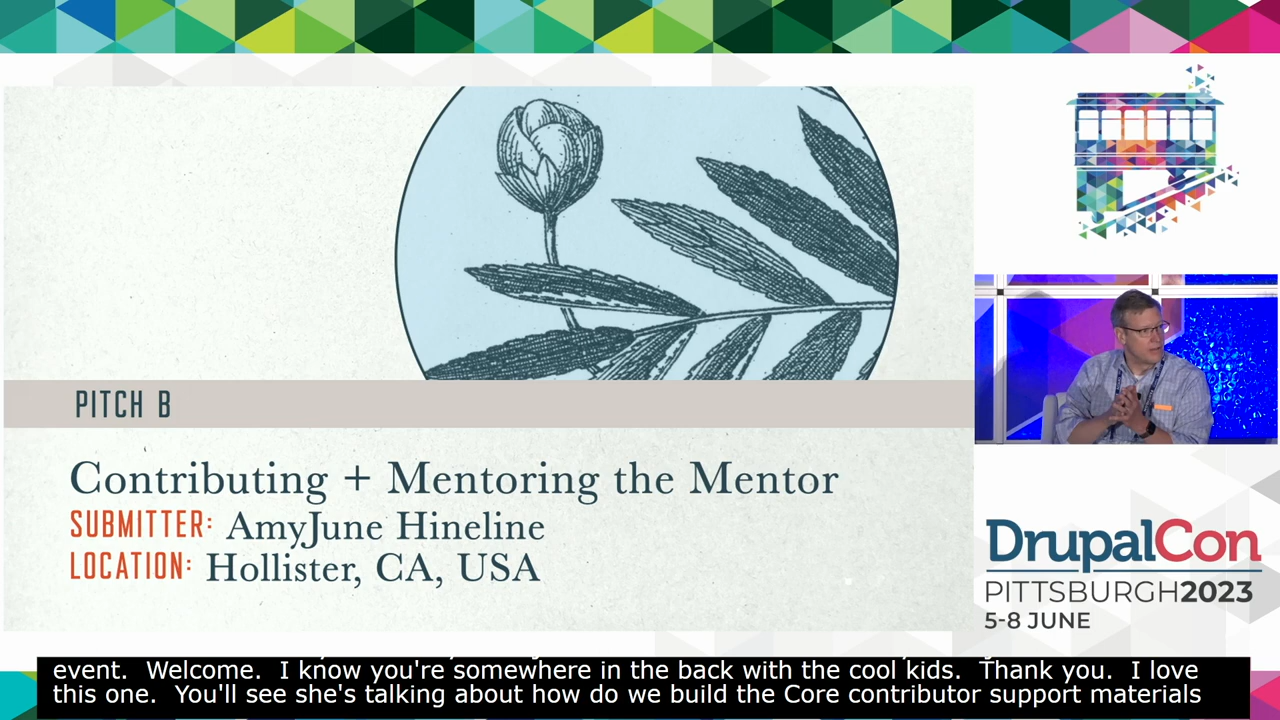 PITCH B
Contributing + Mentoring the Mentor
SUBMITTER: AmyJune Hineline
LOCATION: Hollister, CA, USA
DrupalCon
PITTSBURGH2023
5-8 JUNE
event.  Welcome.  I know you're somewhere in the back with the cool kids.  Thank you.  I love
this one.  You'll see she's talking about how do we build the Core contributor support materials